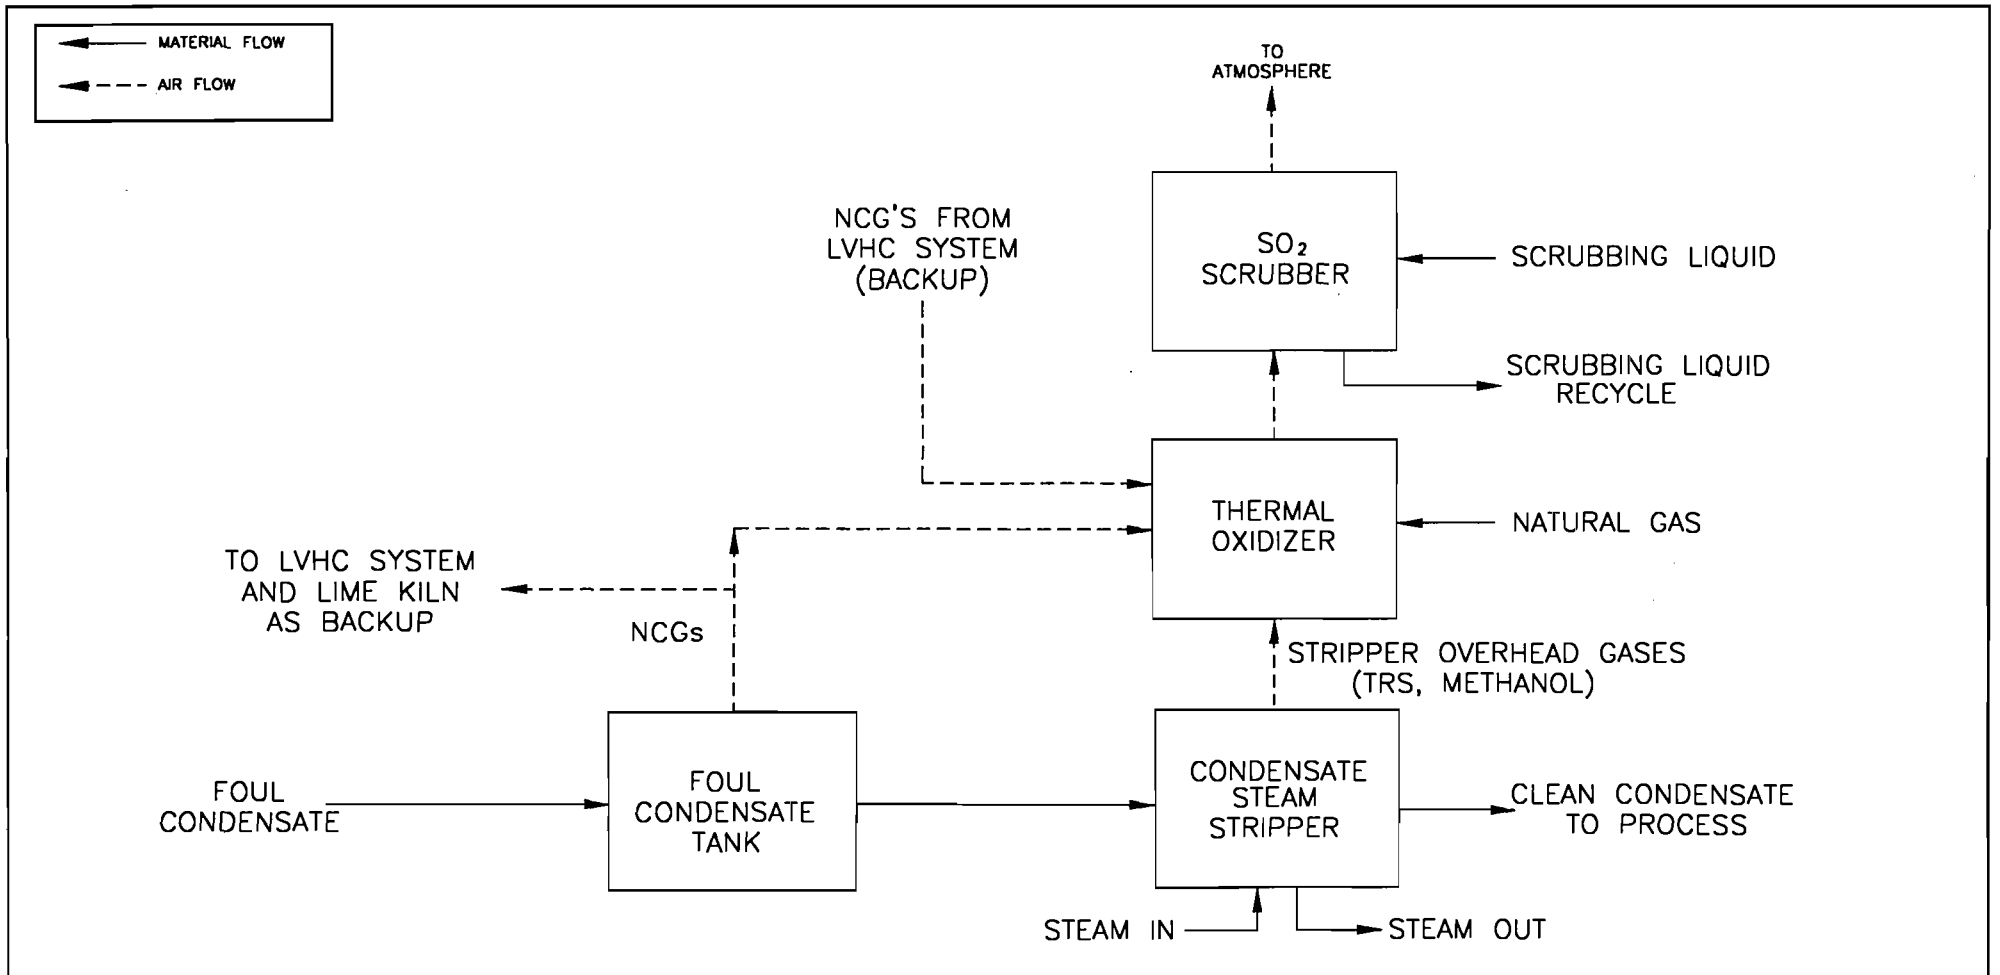 MATERIAL FLOW
AIR FLOW
TO
ATMOSPHERE
NCG'S FROM
LVHC SYSTEM
(BACKUP)
SO₂
SCRUBBER
SCRUBBING LIQUID
SCRUBBING LIQUID
RECYCLE
THERMAL
OXIDIZER
NATURAL GAS
TO LVHC SYSTEM
AND LIME KILN
AS BACKUP
NCGs
STRIPPER OVERHEAD GASES
(TRS, METHANOL)
FOUL
CONDENSATE
FOUL
CONDENSATE
TANK
CONDENSATE
STEAM
STRIPPER
CLEAN CONDENSATE
TO PROCESS
STEAM IN
STEAM OUT